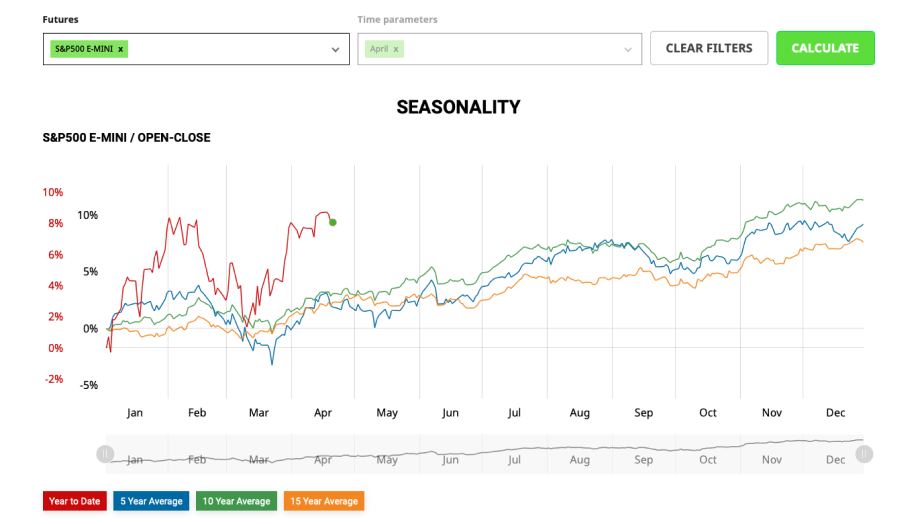 Futures Time parameters
S&P500 E-MINI x April x CLEAR FILTERS CALCULATE
SEASONALITY
S&P500 E-MINI / OPEN-CLOSE
10%
8% 10%
6%
4% 5%
2%
0% 0%
-2% -5%
Jan Feb Mar Apr May Jun Jul Aug Sep Oct Nov Dec
Jan Feb Mar Apr May Jun Jul Aug Sep Oct Nov Dec
Year to Date 5 Year Average 10 Year Average 15 Year Average